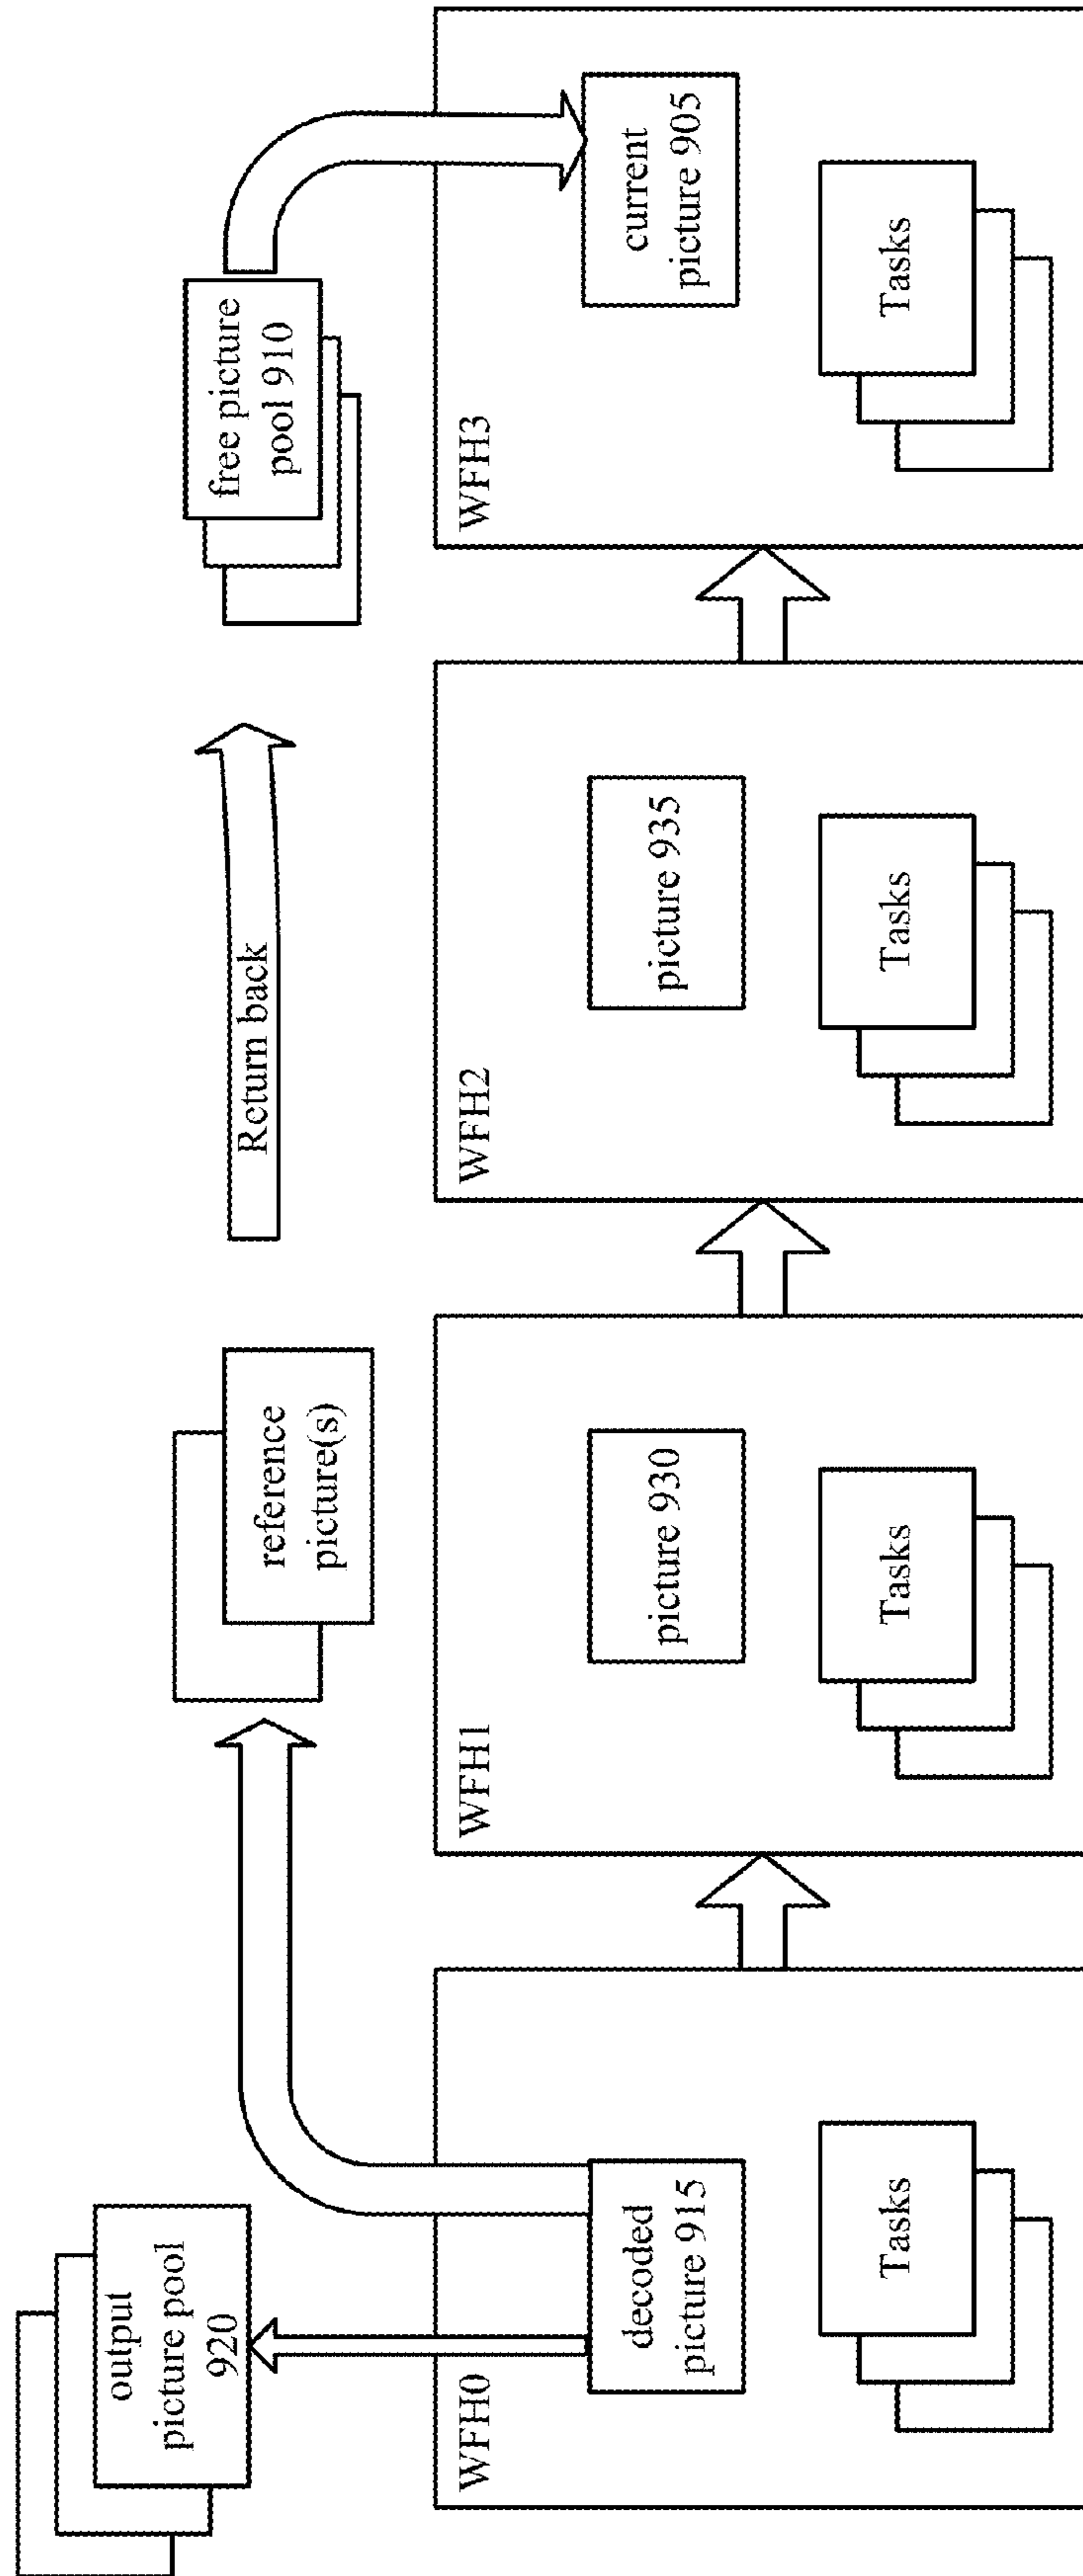 output
picture pool
920
reference
picture(s)
Return back
free picture
pool 910
WFH0
decoded
picture 915
Tasks
WFH1
picture 930
Tasks
WFH2
picture 935
Tasks
WFH3
current
picture 905
Tasks